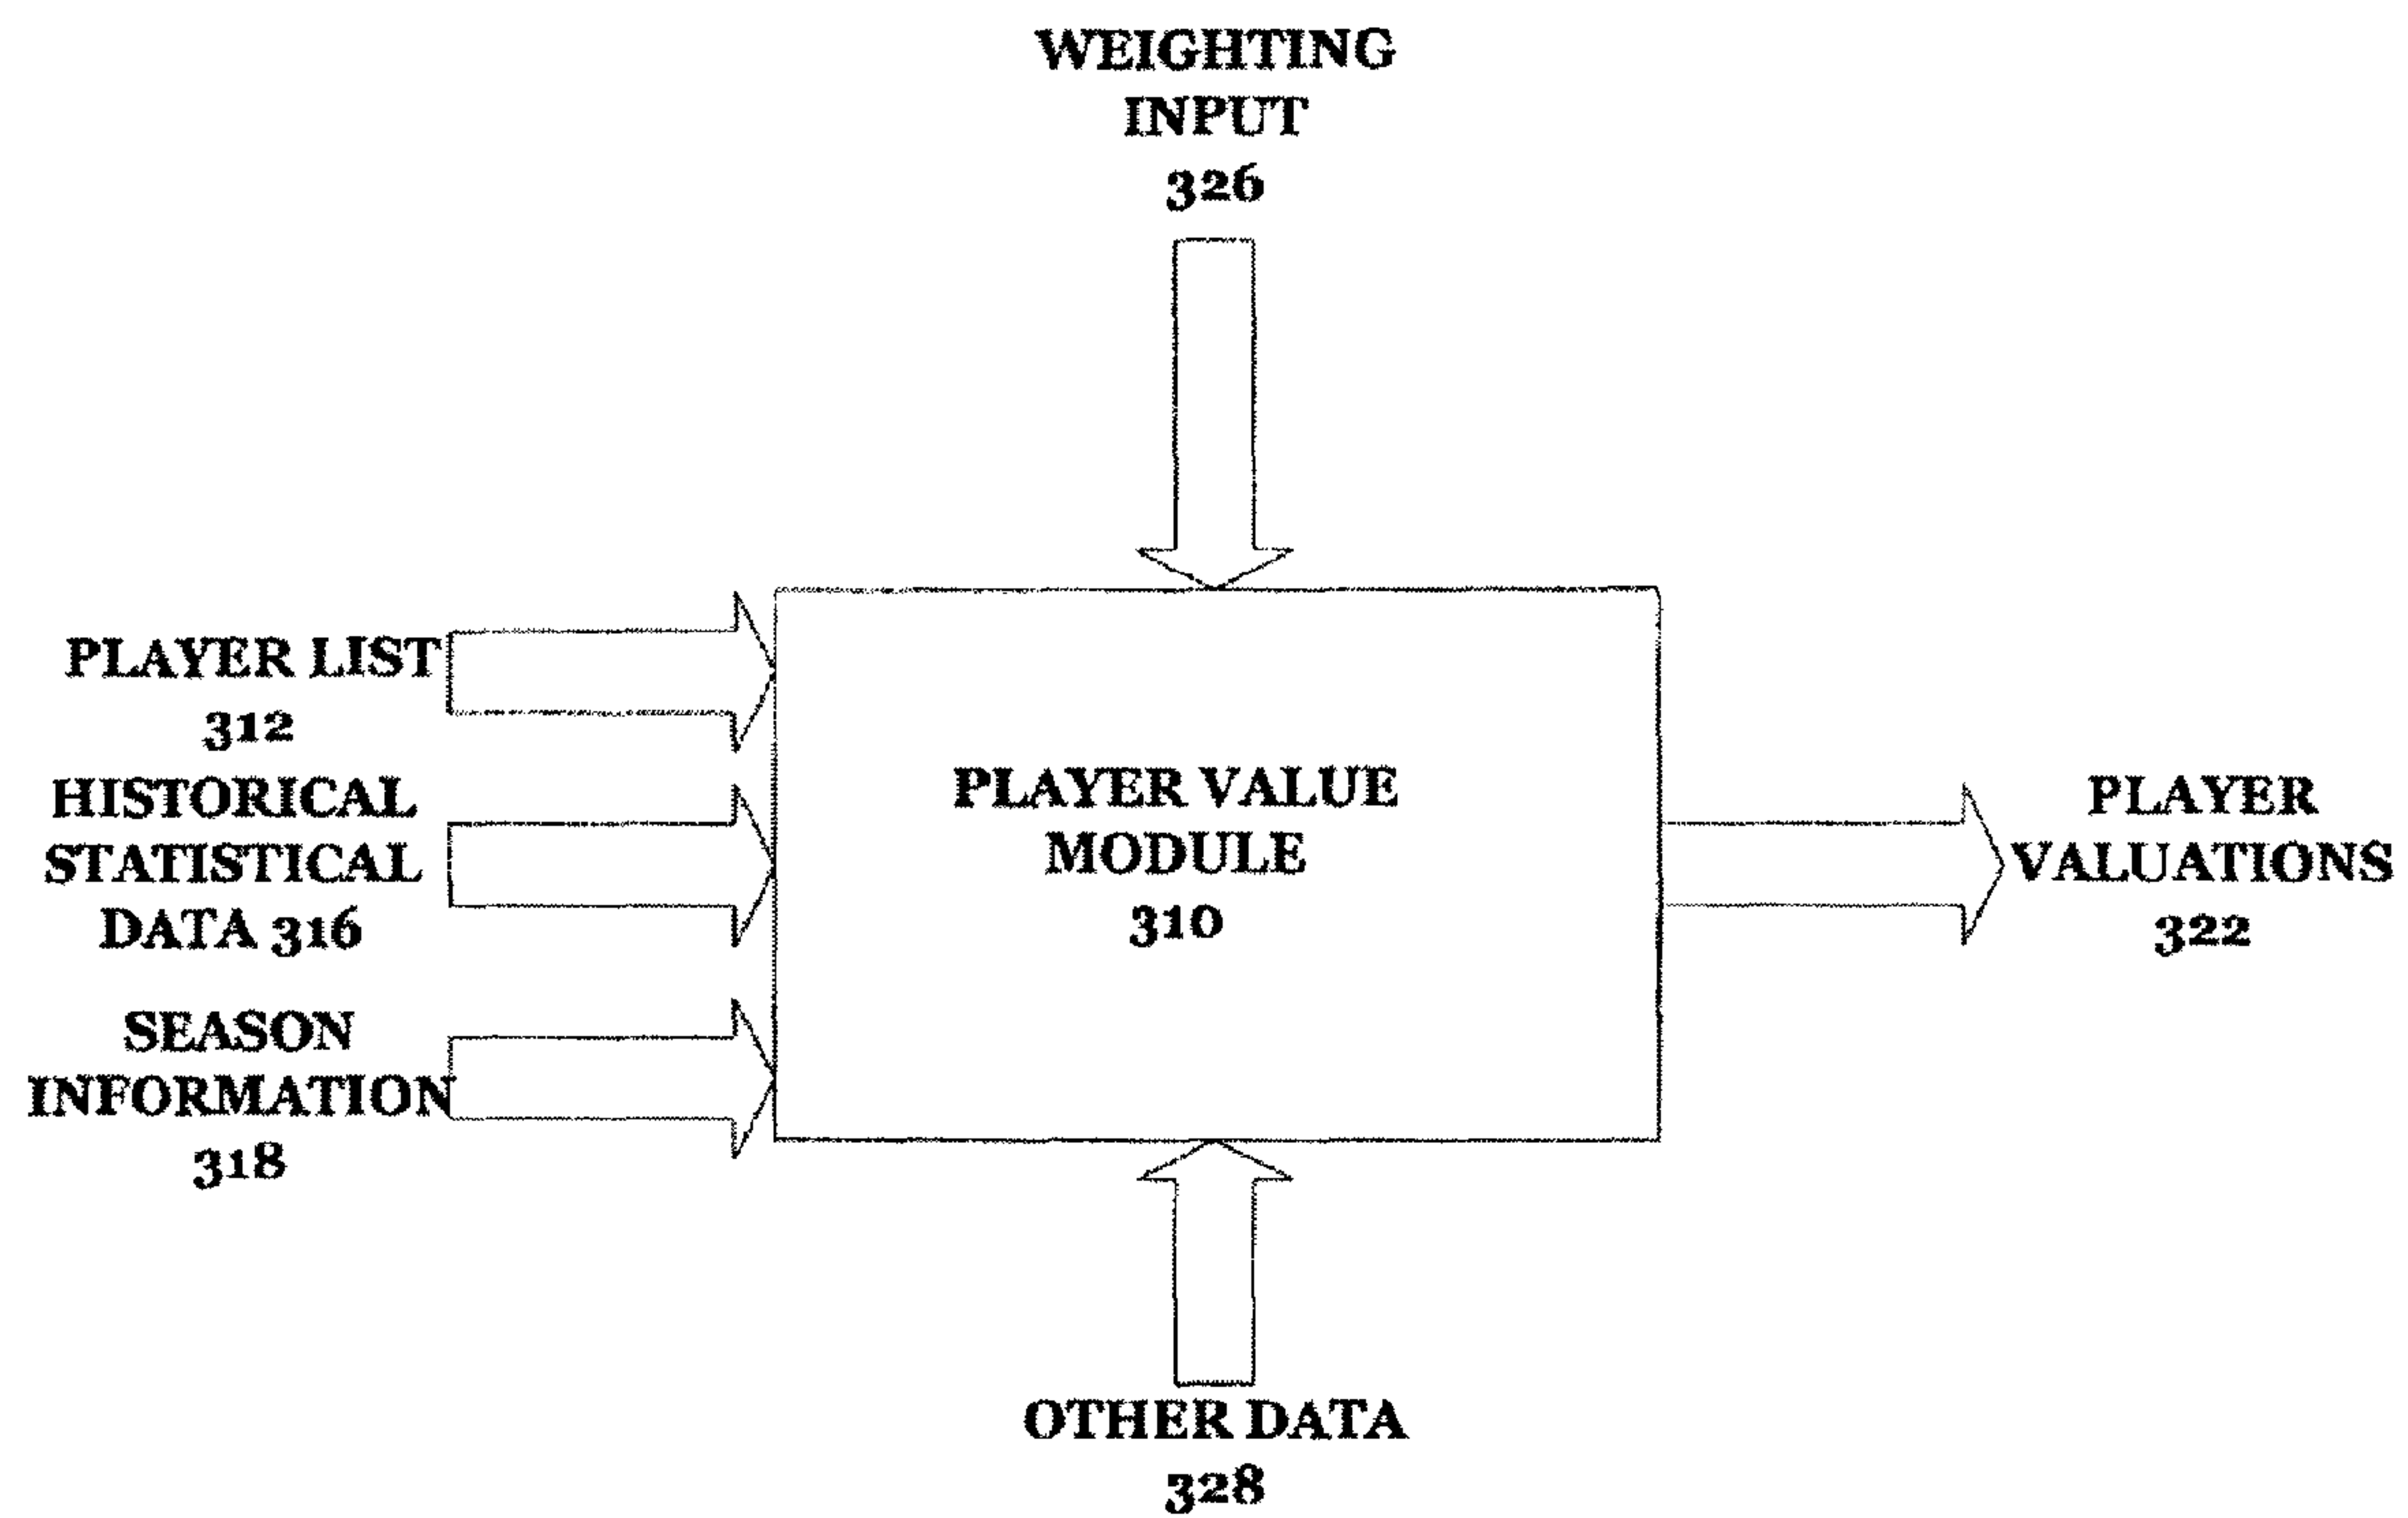 WEIGHTING
INPUT
326
PLAYER LIST
312
HISTORICAL
STATISTICAL
DATA 316
SEASON
INFORMATION
318
PLAYER VALUE
MODULE
310
PLAYER
VALUATIONS
322
OTHER DATA
328